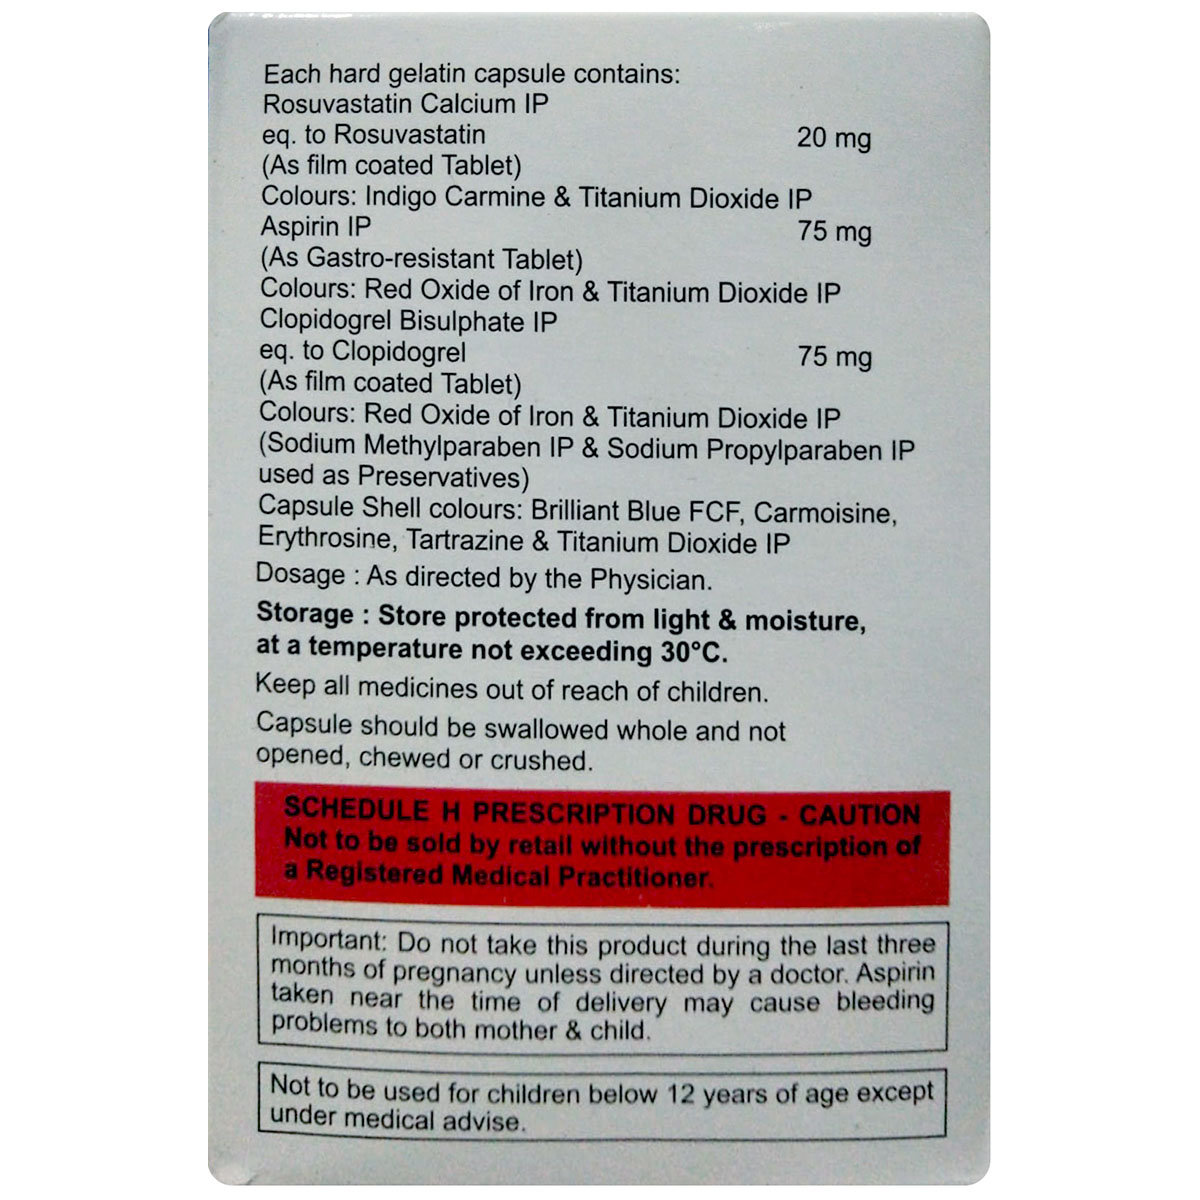 Each hard gelatin capsule contains:
Rosuvastatin Calcium IP
eq. to Rosuvastatin 20 mg
(As film coated Tablet)
Colours: Indigo Carmine & Titanium Dioxide IP
Aspirin IP 75 mg
(As Gastro-resistant Tablet)
Colours: Red Oxide of Iron & Titanium Dioxide IP
Clopidogrel Bisulphate IP
eq. to Clopidogrel 75 mg
(As film coated Tablet)
Colours: Red Oxide of Iron & Titanium Dioxide IP
(Sodium Methylparaben IP & Sodium Propylparaben IP
used as Preservatives)
Capsule Shell colours: Brilliant Blue FCF, Carmoisine,
Erythrosine, Tartrazine & Titanium Dioxide IP
Dosage : As directed by the Physician.
Storage : Store protected from light & moisture,
at a temperature not exceeding 30°C.
Keep all medicines out of reach of children.
Capsule should be swallowed whole and not
opened, chewed or crushed.
SCHEDULE H PRESCRIPTION DRUG - CAUTION
Not to be sold by retail without the prescription of
a Registered Medical Practitioner.
Important: Do not take this product during the last three
months of pregnancy unless directed by a doctor. Aspirin
taken near the time of delivery may cause bleeding
problems to both mother & child.
Not to be used for children below 12 years of age except
under medical advise.